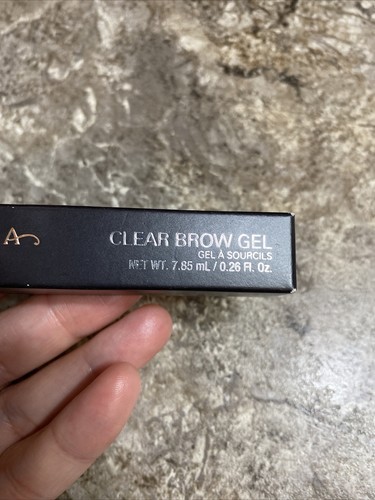 A
CLEAR BROW GEL
GEL À SOURCILS
NET WT. 7.85 mL / 0.26 Fl. Oz.